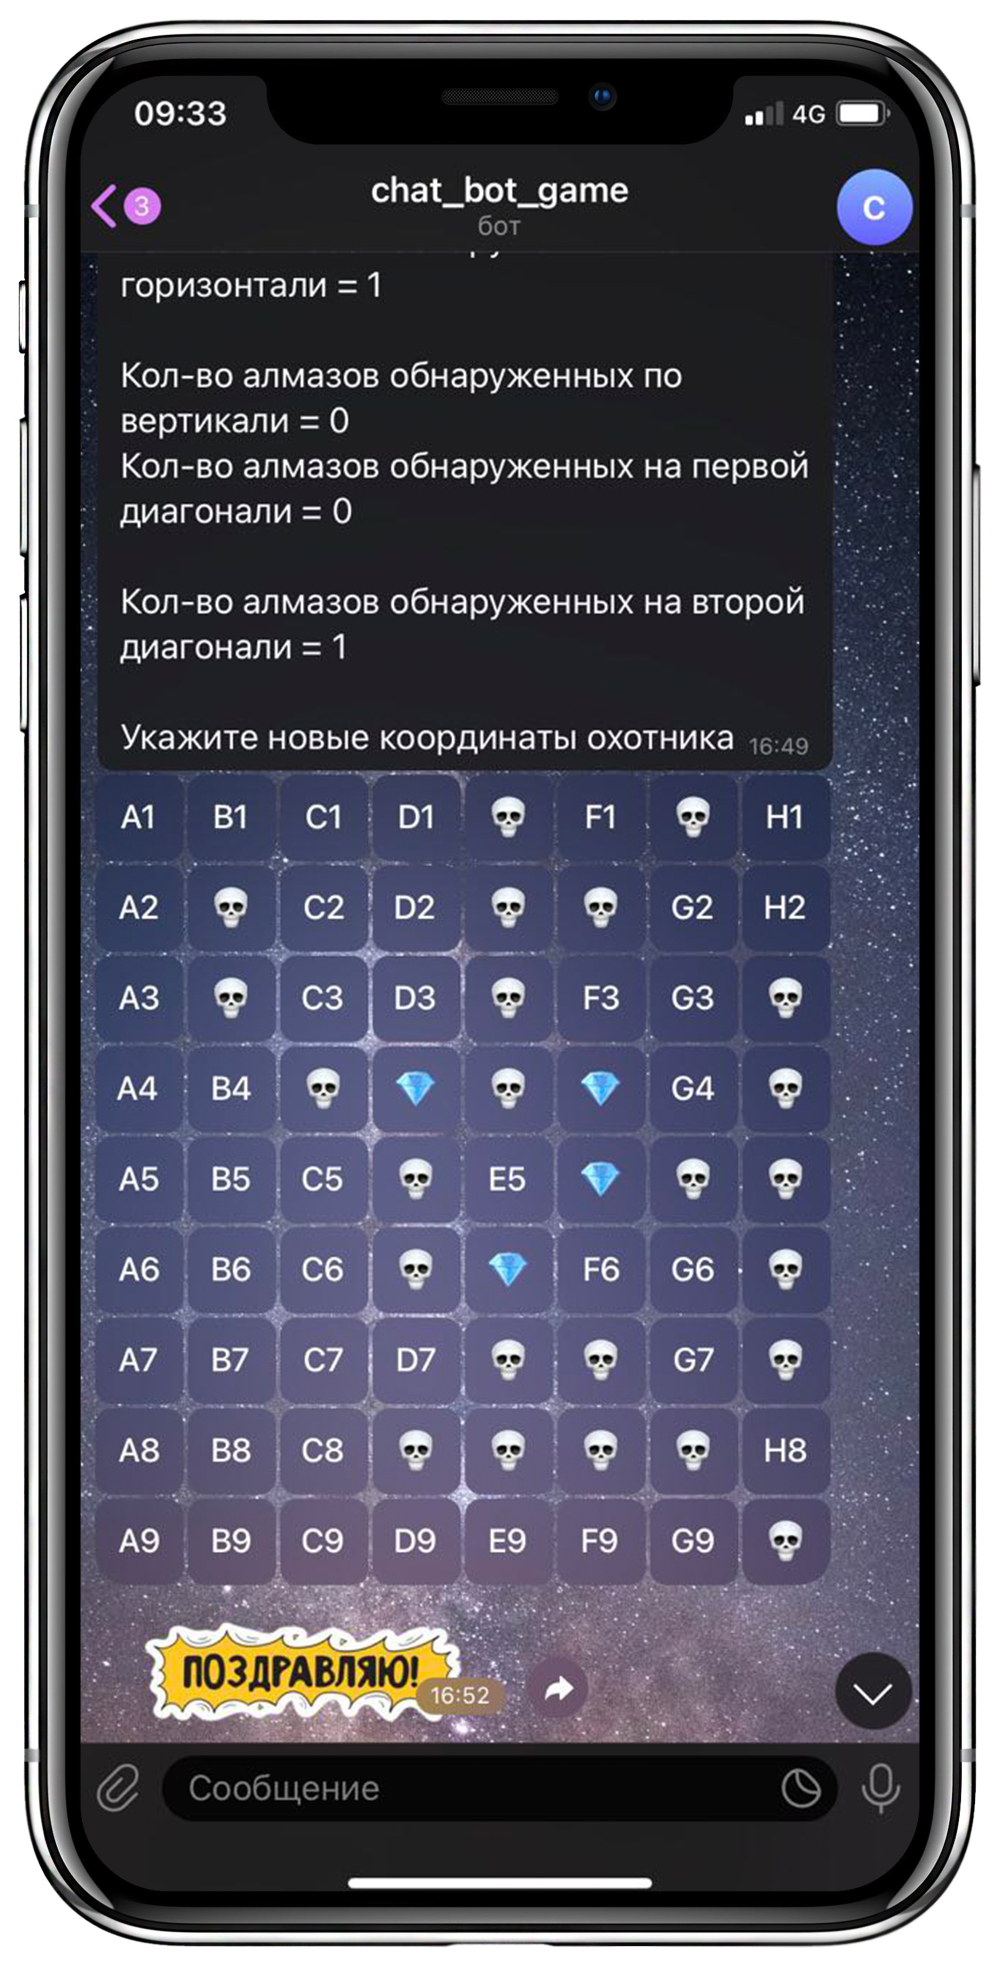 09:33
4G
3
chat_bot_game
C
бот
горизонтали = 1
Кол-во алмазов обнаруженных по
вертикали = 0
Кол-во алмазов обнаруженных на первой
диагонали = 0
Кол-во алмазов обнаруженных на второй
диагонали = 1
Укажите новые координаты охотника 16:49
A1 B1 C1 D1 F1 H1
A2 C2 D2 G2 H2
A3 C3 D3 F3 G3
A4 B4 G4
A5 B5 C5 E5
A6 B6 C6 F6 G6
A7 B7 C7 D7 G7
A8 B8 C8 H8
A9 B9 C9 D9 E9 F9 G9
ПОЗДРАВЛЯЮ!
16:52
Сообщение